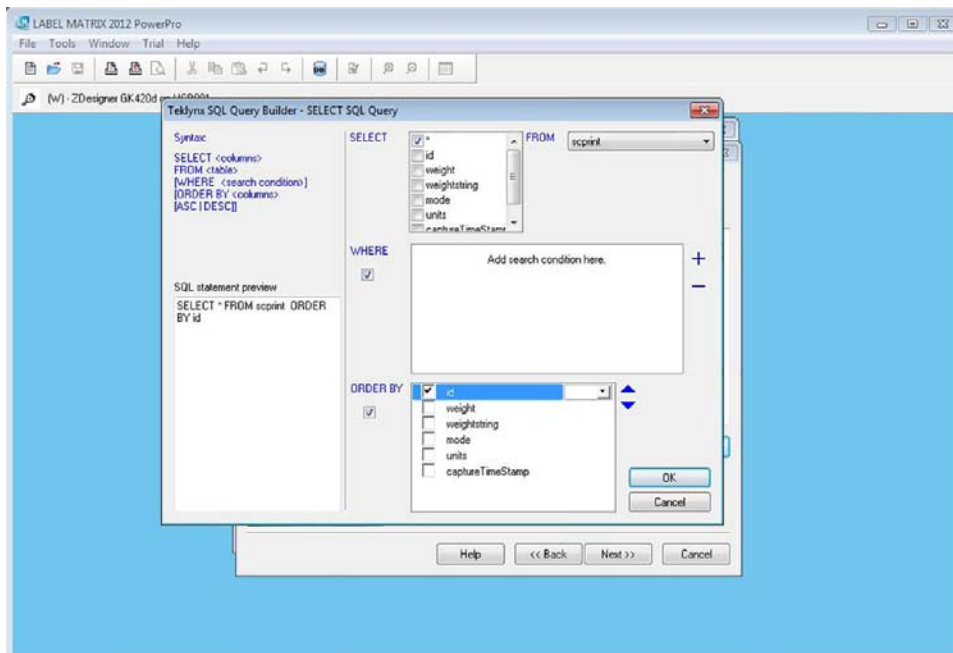 LABEL MATRIX 2012 PowerPro
File Tools Window Trial Help
(W) - ZDesigner GK420d on USB001
Teklynx SQL Query Builder - SELECT SQL Query
Syntax:
SELECT <columns>
FROM <table>
[WHERE <search condition>]
[ORDER BY <columns>
[ASC | DESC]]
SELECT
*
id
weight
weightstring
mode
units
captureTimeStamp
FROM
scprint
WHERE
Add search condition here.
SQL statement preview
SELECT * FROM scprint ORDER
BY id
ORDER BY
id
weight
weightstring
mode
units
captureTimeStamp
OK
Cancel
Help
<< Back
Next >>
Cancel